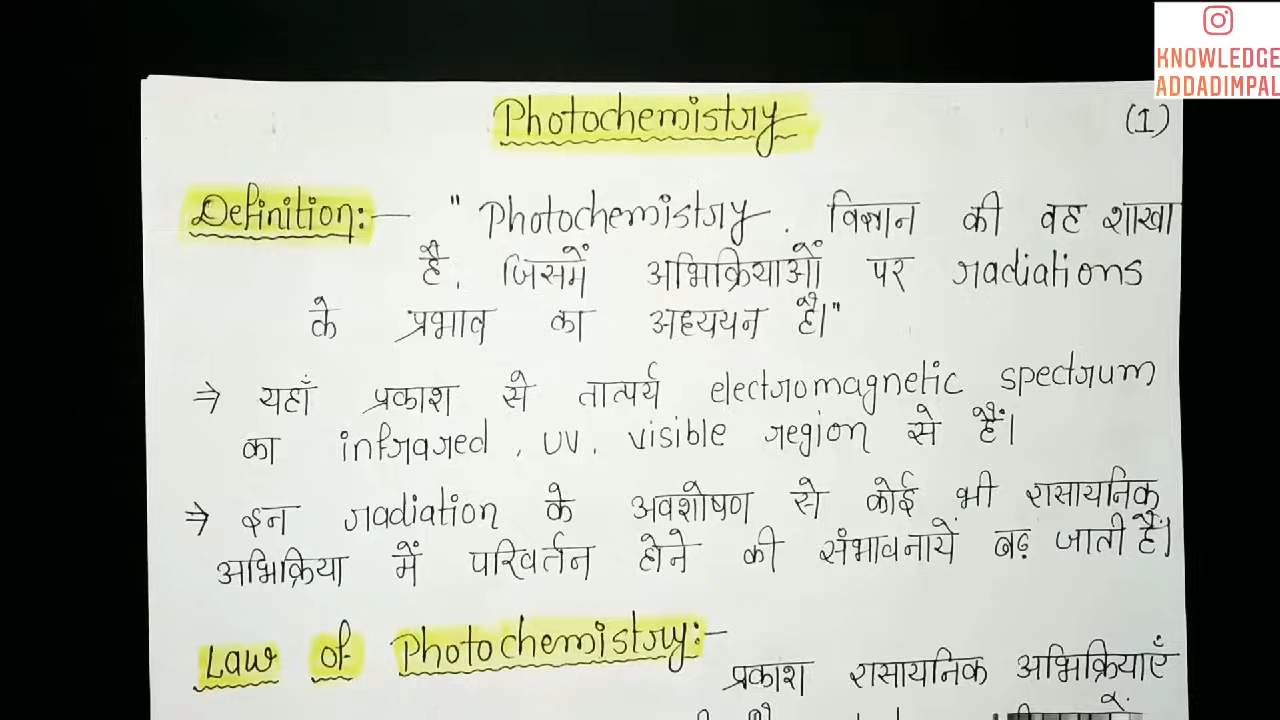 KNOWLEDGE
ADDADIMPAL
Photochemistry
(1)
Definition:— " Photochemistry. विज्ञान की वह शाखा
है, जिसमें अभिक्रियाओं पर radiations
के प्रभाव का अध्ययन है।"
⇒ यहाँ प्रकाश से तात्पर्य electromagnetic spectrum
का infrared, UV, visible region से हैं।
⇒ इन radiation के अवशोषण से कोई भी रासायनिक
अभिक्रिया में परिवर्तन होने की संभावनायें बढ़ जाती हैं।
Law of Photochemistry:—
प्रकाश रासायनिक अभिक्रियाएँ